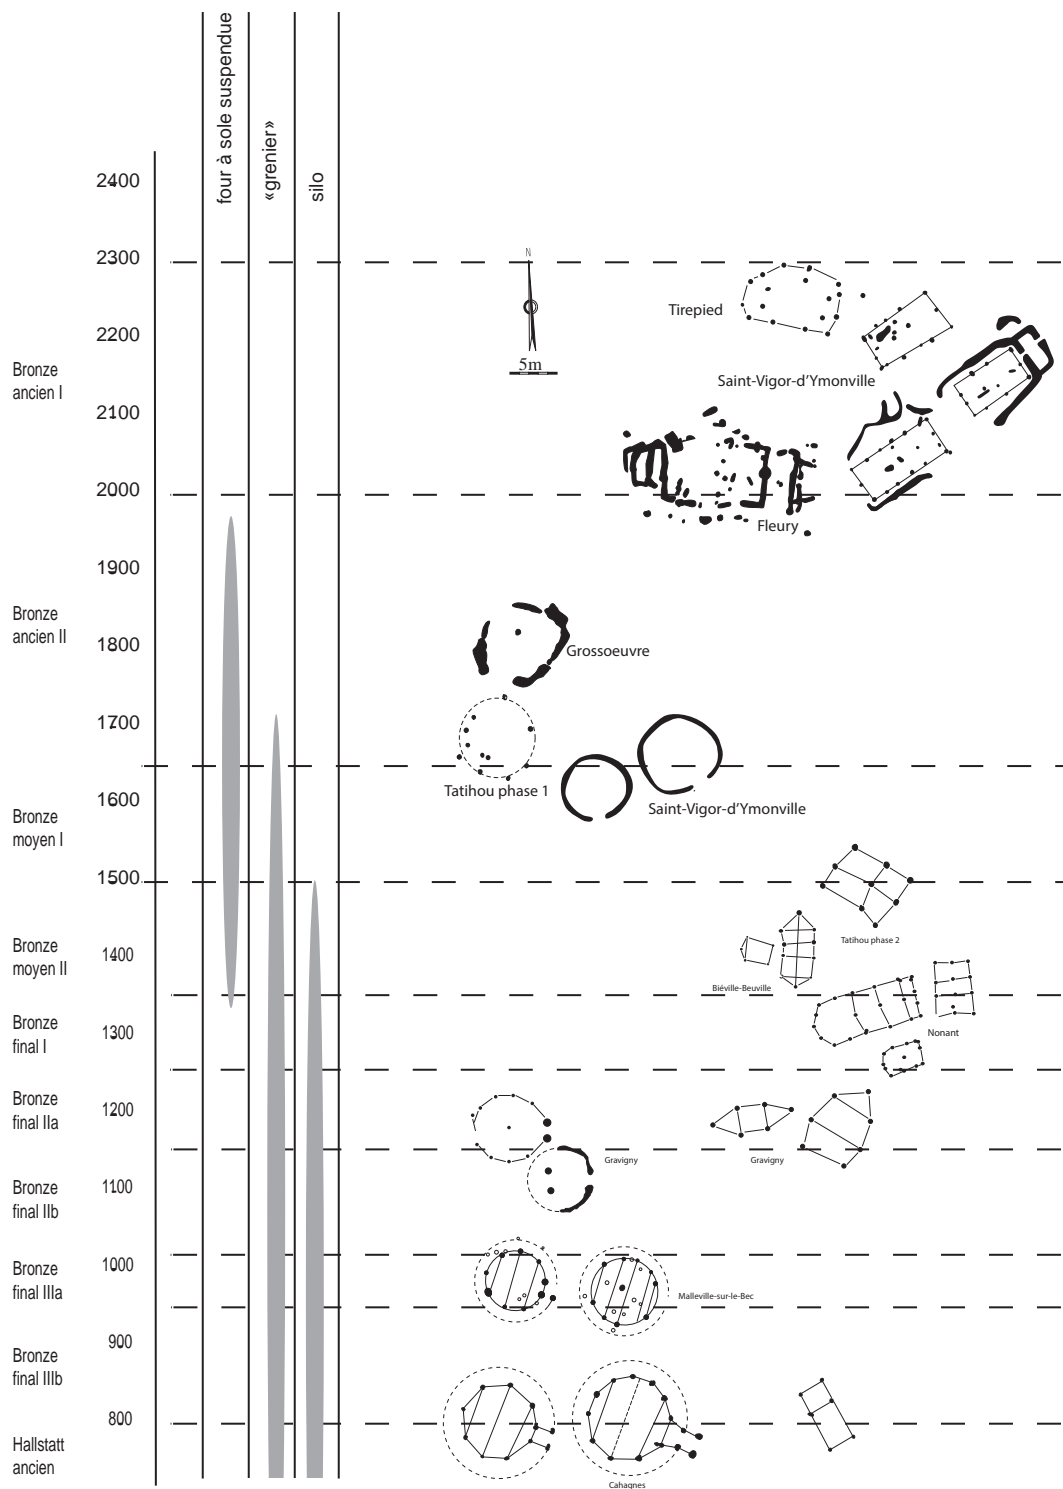 four à sole suspendue
«grenier»
silo
2400
2300
2200
2100
2000
1900
1800
1700
1600
1500
1400
1300
1200
1100
1000
900
800
Bronze
ancien I
Bronze
ancien II
Bronze
moyen I
Bronze
moyen II
Bronze
final I
Bronze
final IIa
Bronze
final IIb
Bronze
final IIIa
Bronze
final IIIb
Hallstatt
ancien
N
5m
Tirepied
Saint-Vigor-d'Ymonville
Fleury
Grossoeuvre
Tatihou phase 1
Saint-Vigor-d'Ymonville
Tatihou phase 2
Biéville-Beuville
Nonant
Gravigny
Gravigny
Malleville-sur-le-Bec
Cahagnes